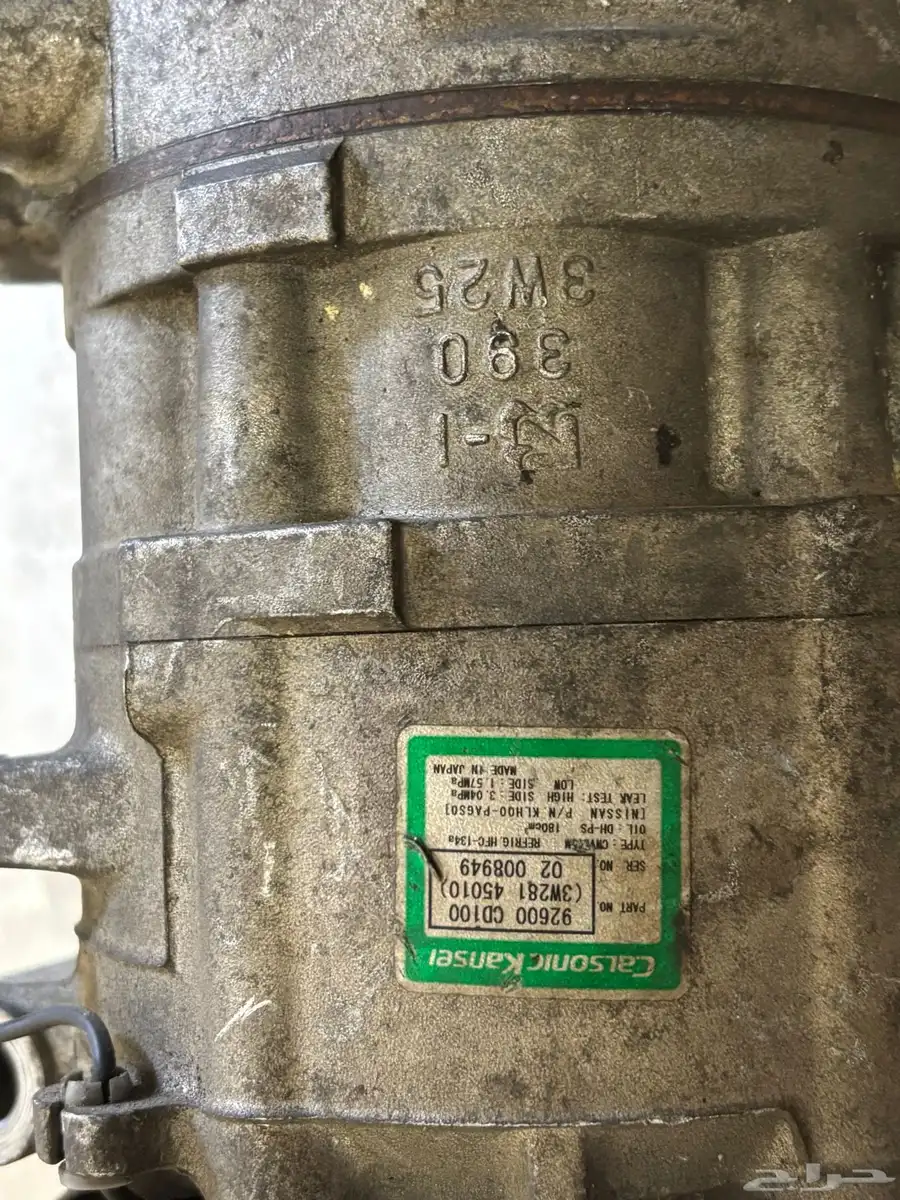 3W25
390
-1
Calsonic Kansei
PART NO.
92600 CD100
(3W281 45010)
SER NO.
02 008949
REFRIG HFC-134a
OIL: DH-PS 180cm³
[NISSAN P/N KLH00-PAGS0]
LEAK TEST: HIGH SIDE: 3.04MPa
LOW SIDE: 1.57MPa
MADE IN JAPAN
حراج